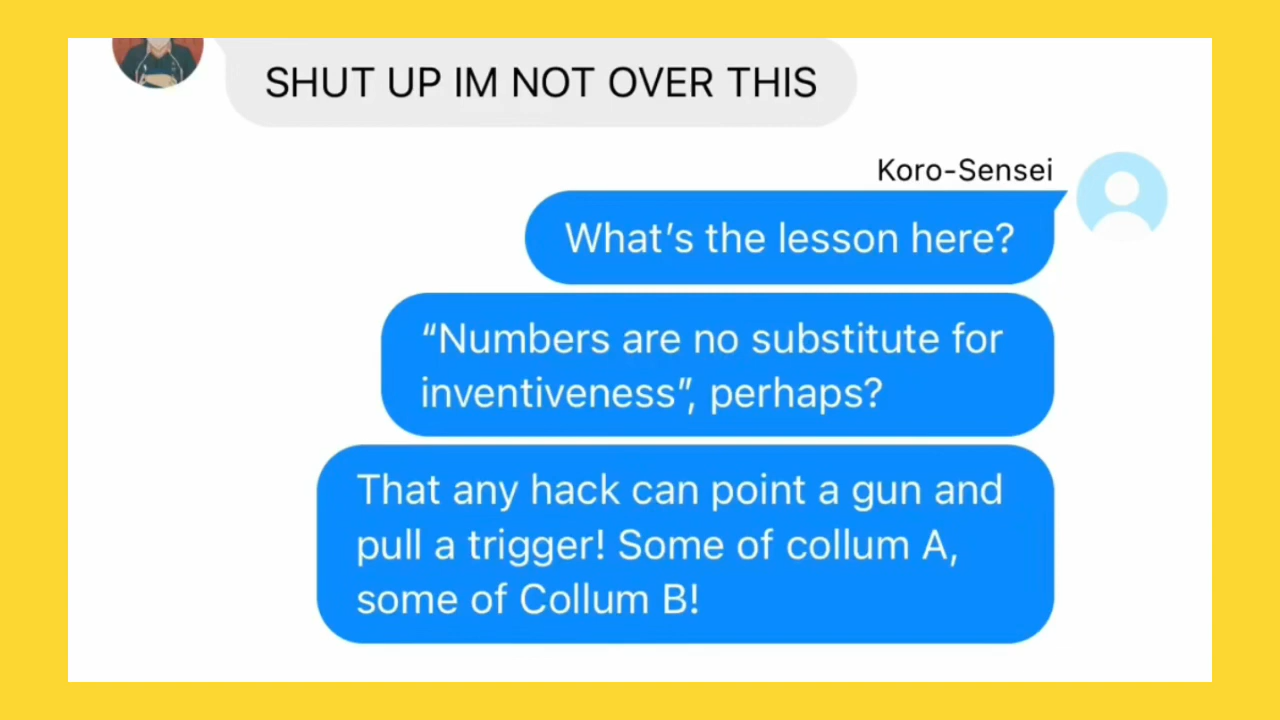 SHUT UP IM NOT OVER THIS
Koro-Sensei
What's the lesson here?
“Numbers are no substitute for
inventiveness”, perhaps?
That any hack can point a gun and
pull a trigger! Some of collum A,
some of Collum B!